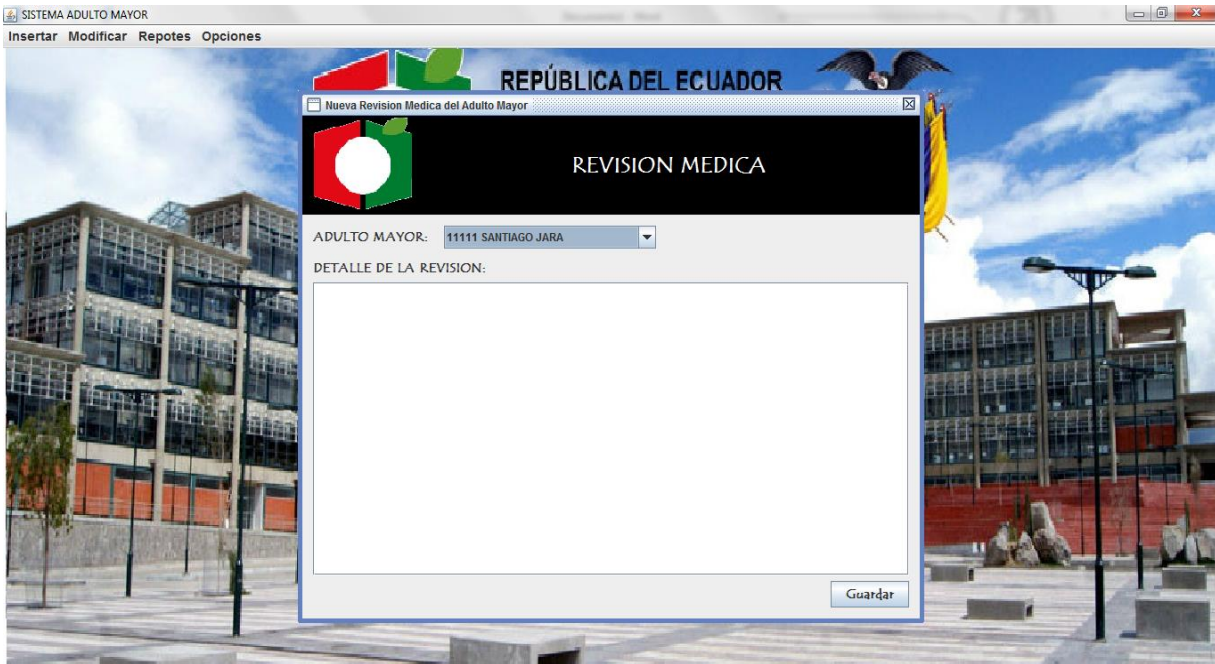 SISTEMA ADULTO MAYOR
Insertar Modificar Repotes Opciones
REPÚBLICA DEL ECUADOR
Nueva Revision Medica del Adulto Mayor
REVISION MEDICA
ADULTO MAYOR: 11111 SANTIAGO JARA
DETALLE DE LA REVISION:
Guardar